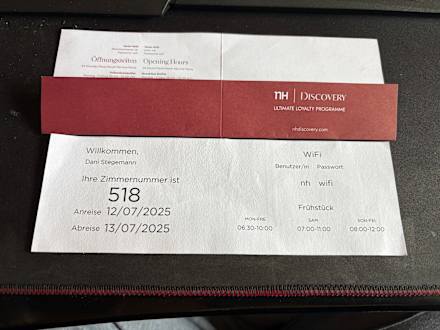 Öffnungszeiten
Opening Hours
nH | DISCOVERY
ULTIMATE LOYALTY PROGRAMME
nhdiscovery.com
Willkommen,
Dani Stegemann
Ihre Zimmernummer ist
518
Anreise 12/07/2025
Abreise 13/07/2025
WiFi
Benutzer/in Passwort
nh wifi
Frühstück
MON-FRE SAM SON-FEI
06:30-10:00 07:00-11:00 08:00-12:00